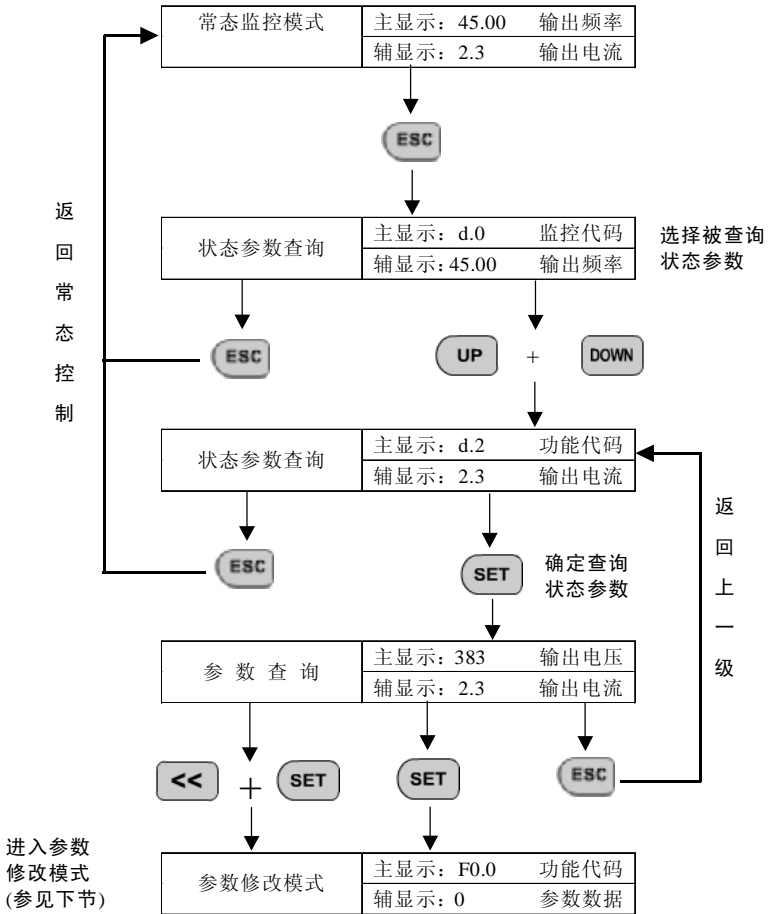 常态监控模式
主显示：45.00 输出频率
辅显示：2.3 输出电流
ESC
状态参数查询
主显示：d.0 监控代码
辅显示:45.00 输出频率
选择被查询
状态参数
返回常态控制
ESC
UP + DOWN
状态参数查询
主显示：d.2 功能代码
辅显示：2.3 输出电流
ESC
SET
确定查询
状态参数
返回上一级
参 数 查 询
主显示：383 输出电压
辅显示：2.3 输出电流
<< + SET
SET
ESC
进入参数
修改模式
(参见下节)
参数修改模式
主显示：F0.0 功能代码
辅显示：0 参数数据